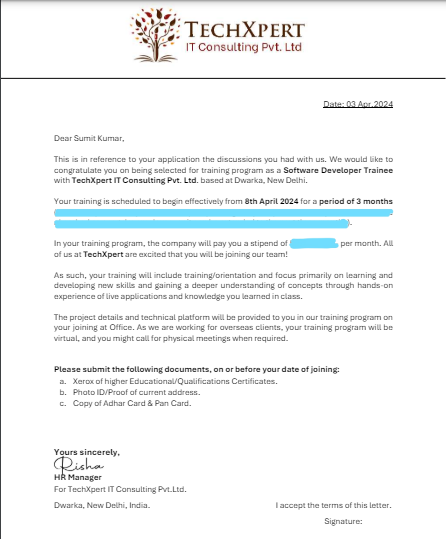 TECHXPERT
IT Consulting Pvt. Ltd
Date: 03 Apr.2024
Dear Sumit Kumar,
This is in reference to your application the discussions you had with us. We would like to
congratulate you on being selected for training program as a Software Developer Trainee
with TechXpert IT Consulting Pvt. Ltd. based at Dwarka, New Delhi.
Your training is scheduled to begin effectively from 8th April 2024 for a period of 3 months
).
In your training program, the company will pay you a stipend of per month. All
of us at TechXpert are excited that you will be joining our team!
As such, your training will include training/orientation and focus primarily on learning and
developing new skills and gaining a deeper understanding of concepts through hands-
experience of live applications and knowledge you learned in class.
The project details and technical platform will be provided to you in our training program on
your joining at Office. As we are working for overseas clients, your training program will be
virtual, and you might call for physical meetings when required.
Please submit the following documents, on or before your date of joining:
a. Xerox of higher Educational/Qualifications Certificates.
b. Photo ID/Proof of current address.
c. Copy of Adhar Card & Pan Card.
Yours sincerely,
Risha
HR Manager
For TechXpert IT Consulting Pvt.Ltd.
Dwarka, New Delhi, India.
I accept the terms of this letter.
Signature: